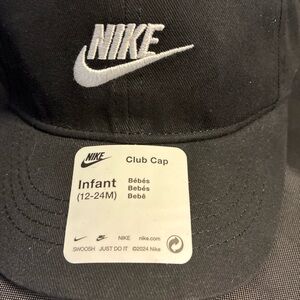 NIKE
NIKE Club Cap
Infant Bébés
(12-24M) Bebés
Bebê
NIKE NIKE nike.com
SWOOSH JUST DO IT ©2024 Nike